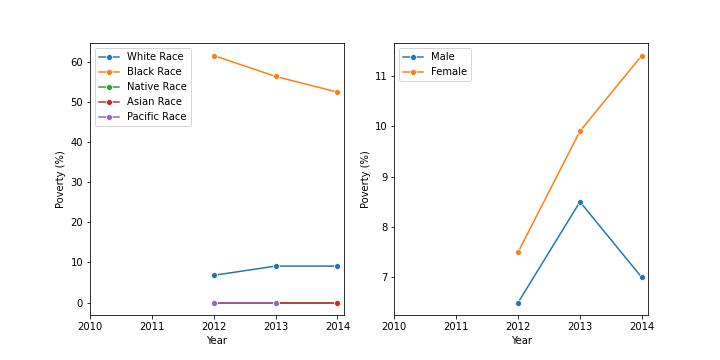 White Race
Black Race
Native Race
Asian Race
Pacific Race
Poverty (%)
60
50
40
30
20
10
0
2010 2011 2012 2013 2014
Year
Male
Female
Poverty (%)
11
10
9
8
7
2010 2011 2012 2013 2014
Year